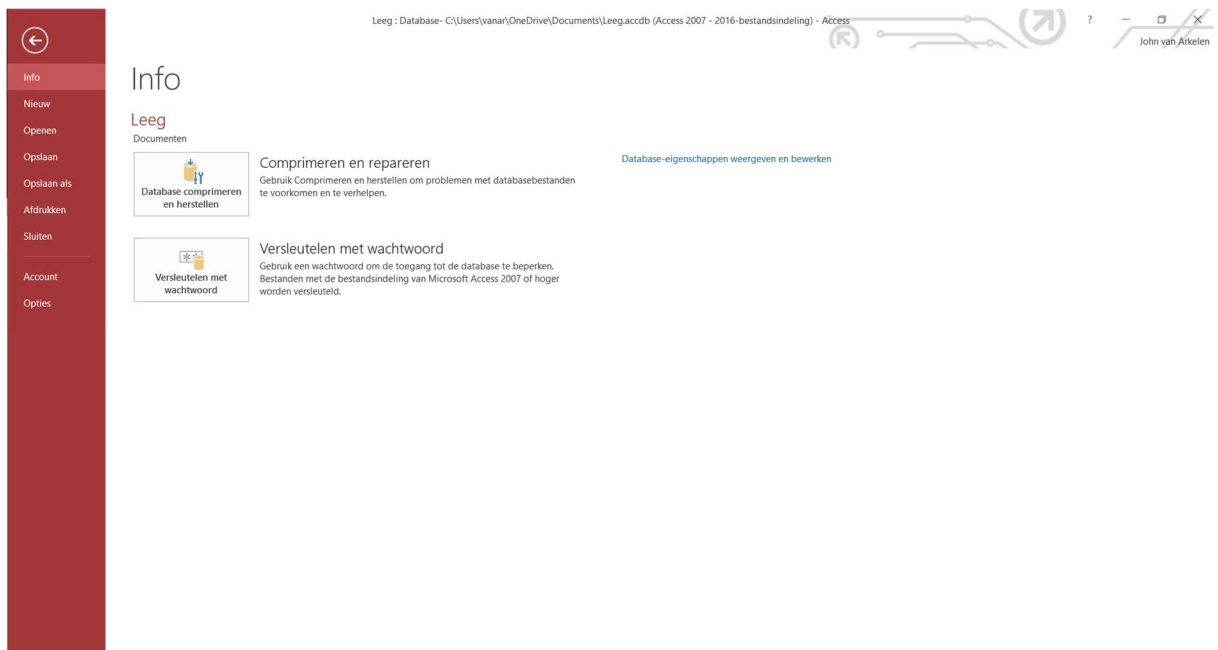 Leeg : Database- C:\Users\vanar\OneDrive\Documents\Leeg.accdb (Access 2007 - 2016-bestandsindeling) - Access
?
John van Arkelen
Info
Nieuw
Openen
Opslaan
Opslaan als
Afdrukken
Sluiten
Account
Opties
Info
Leeg
Documenten
Database comprimeren
en herstellen
Comprimeren en repareren
Gebruik Comprimeren en herstellen om problemen met databasebestanden
te voorkomen en te verhelpen.
Database-eigenschappen weergeven en bewerken
Versleutelen met
wachtwoord
Versleutelen met wachtwoord
Gebruik een wachtwoord om de toegang tot de database te beperken.
Bestanden met de bestandsindeling van Microsoft Access 2007 of hoger
worden versleuteld.